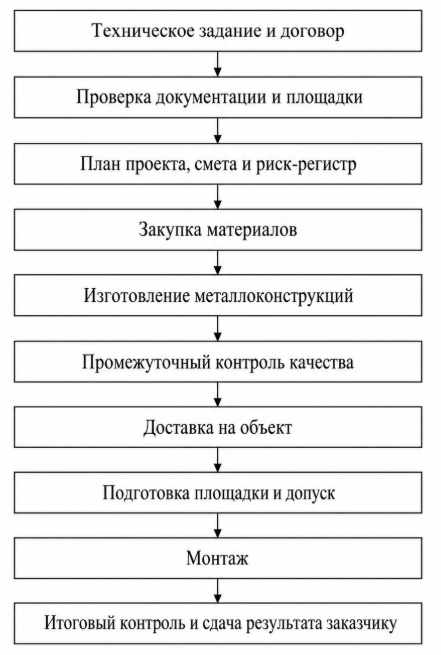 Техническое задание и договор
Проверка документации и площадки
План проекта, смета и риск-регистр
Закупка материалов
Изготовление металлоконструкций
Промежуточный контроль качества
Доставка на объект
Подготовка площадки и допуск
Монтаж
Итоговый контроль и сдача результата заказчику